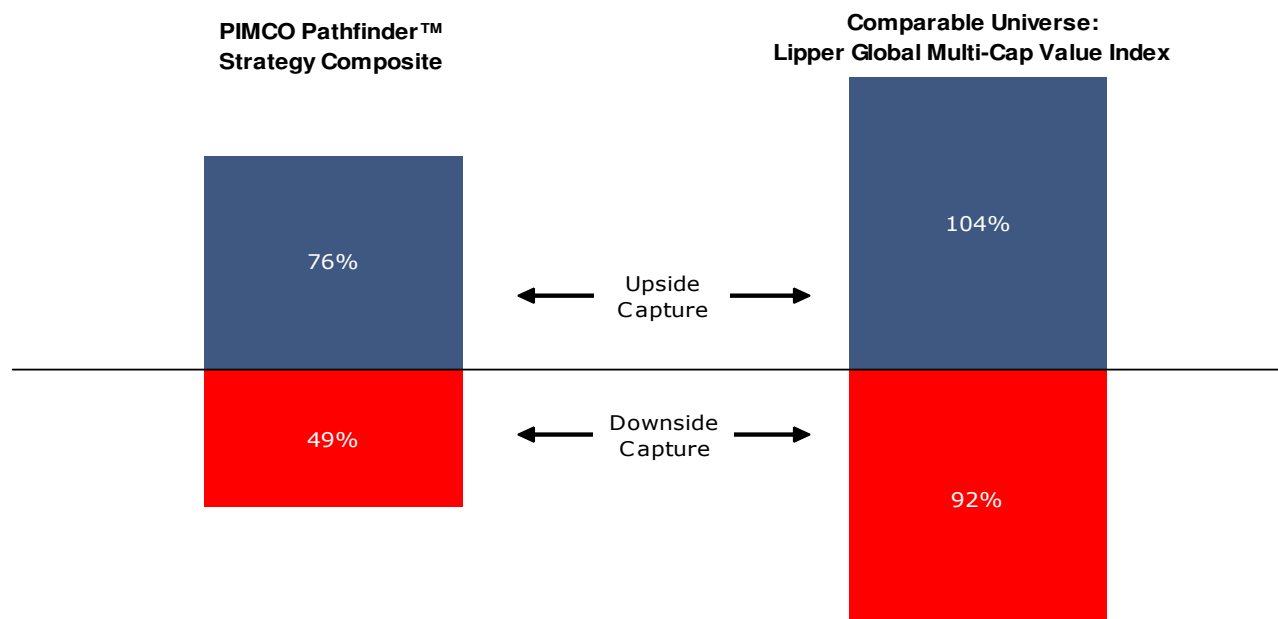 PIMCO Pathfinder™
Strategy Composite
Comparable Universe:
Lipper Global Multi-Cap Value Index
76%
104%
Upside
Capture
49%
92%
Downside
Capture